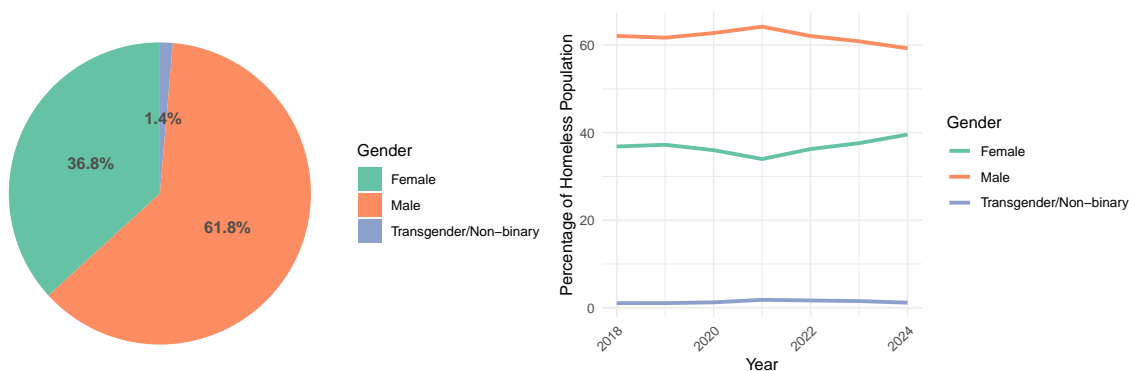 1.4%
36.8%
61.8%
Gender
Female
Male
Transgender/Non−binary
Percentage of Homeless Population
60
40
20
0
2018
2020
2022
2024
Year
Gender
Female
Male
Transgender/Non−binary